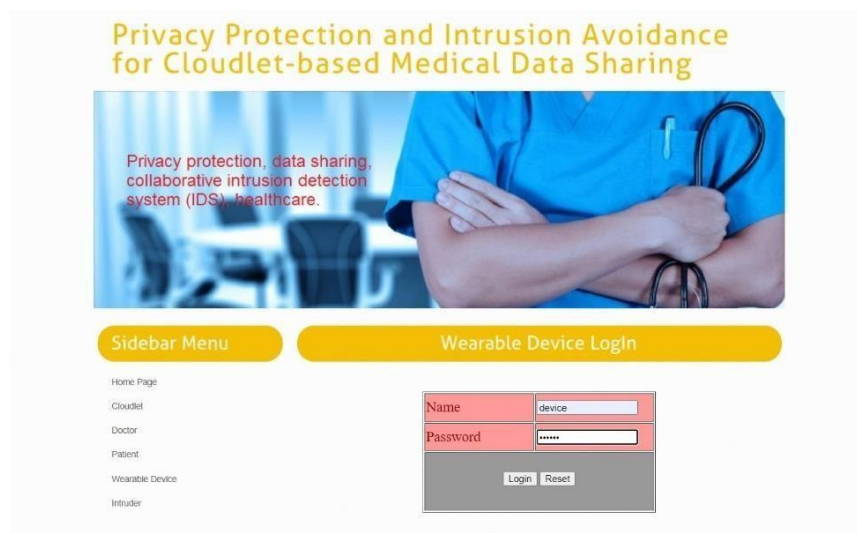 Privacy Protection and Intrusion Avoidance
for Cloudlet-based Medical Data Sharing
Privacy protection, data sharing,
collaborative intrusion detection
system (IDS), healthcare.
Sidebar Menu
Wearable Device LogIn
Home Page
Cloudlet
Doctor
Patient
Wearable Device
Intruder
Name device
Password ••••••
Login Reset